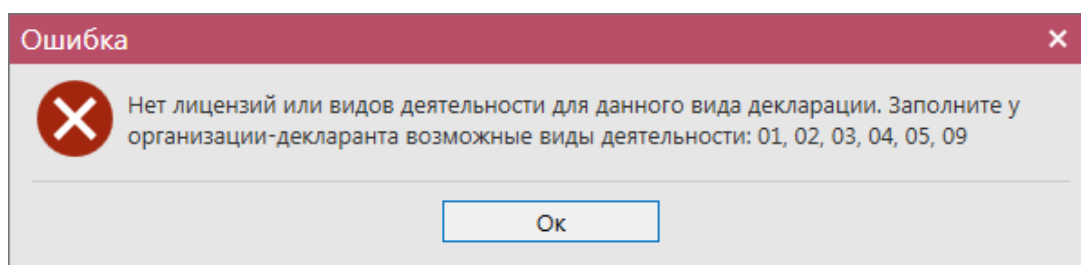 Ошибка
Нет лицензий или видов деятельности для данного вида декларации. Заполните у
организации-декларанта возможные виды деятельности: 01, 02, 03, 04, 05, 09
Ок